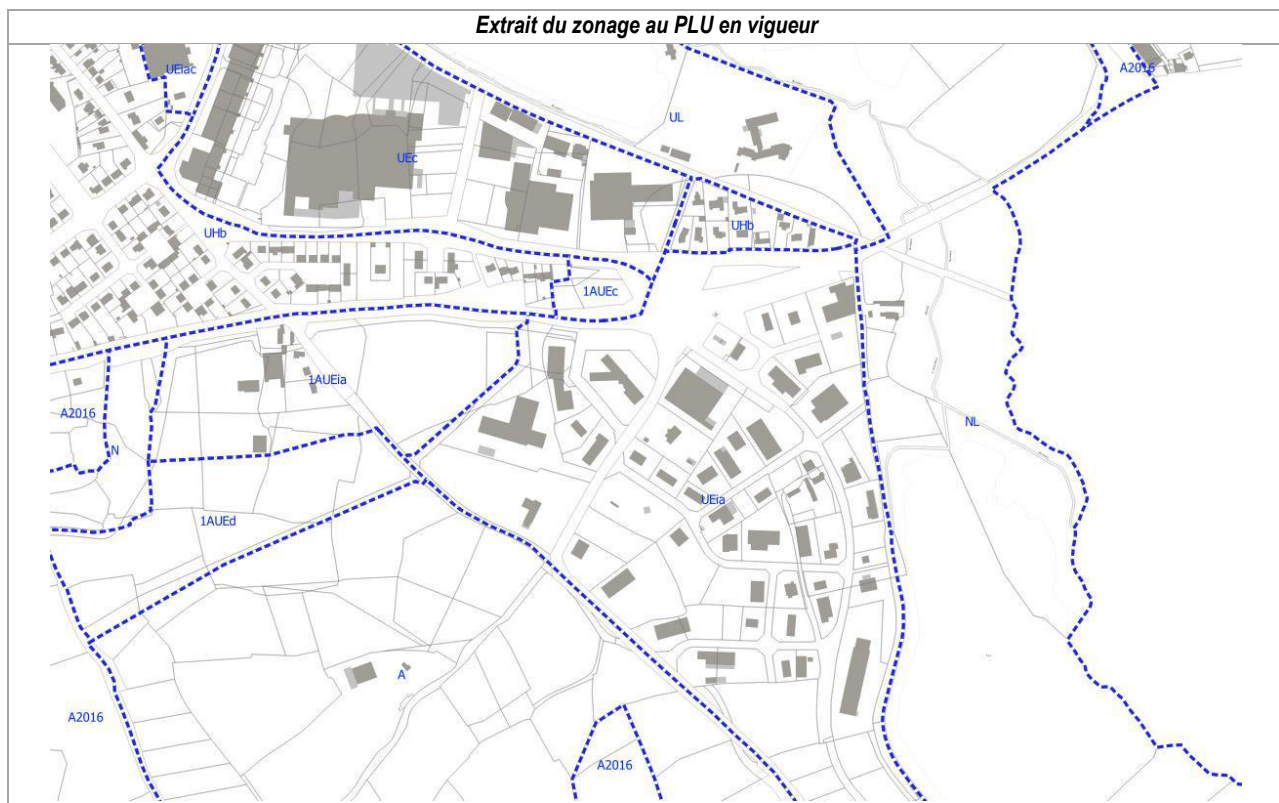 Extrait du zonage au PLU en vigueur
UEiac
A2016
UL
UEc
UHb
UHb
1AUEc
1AUEia
A2016
NL
N
UEia
1AUEd
A
A2016
A2016